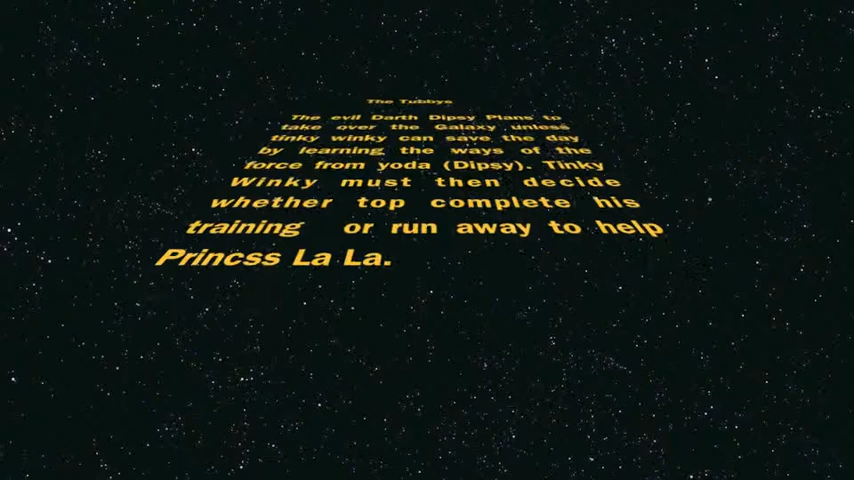 The Tubbys
The evil Darth Dipsy Plans to
take over the Galaxy unless
tinky winky can save the day
by learning the ways of the
force from yoda (Dipsy). Tinky
Winky must then decide
whether top complete his
training or run away to help
Princss La La.